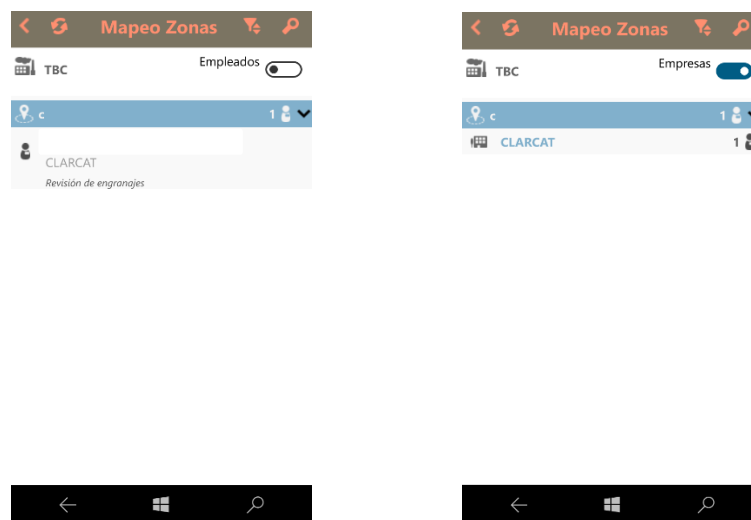 Mapeo Zonas
TBC
Empleados
c
1
CLARCAT
Revisión de engranajes
Mapeo Zonas
TBC
Empresas
c
1
CLARCAT
1